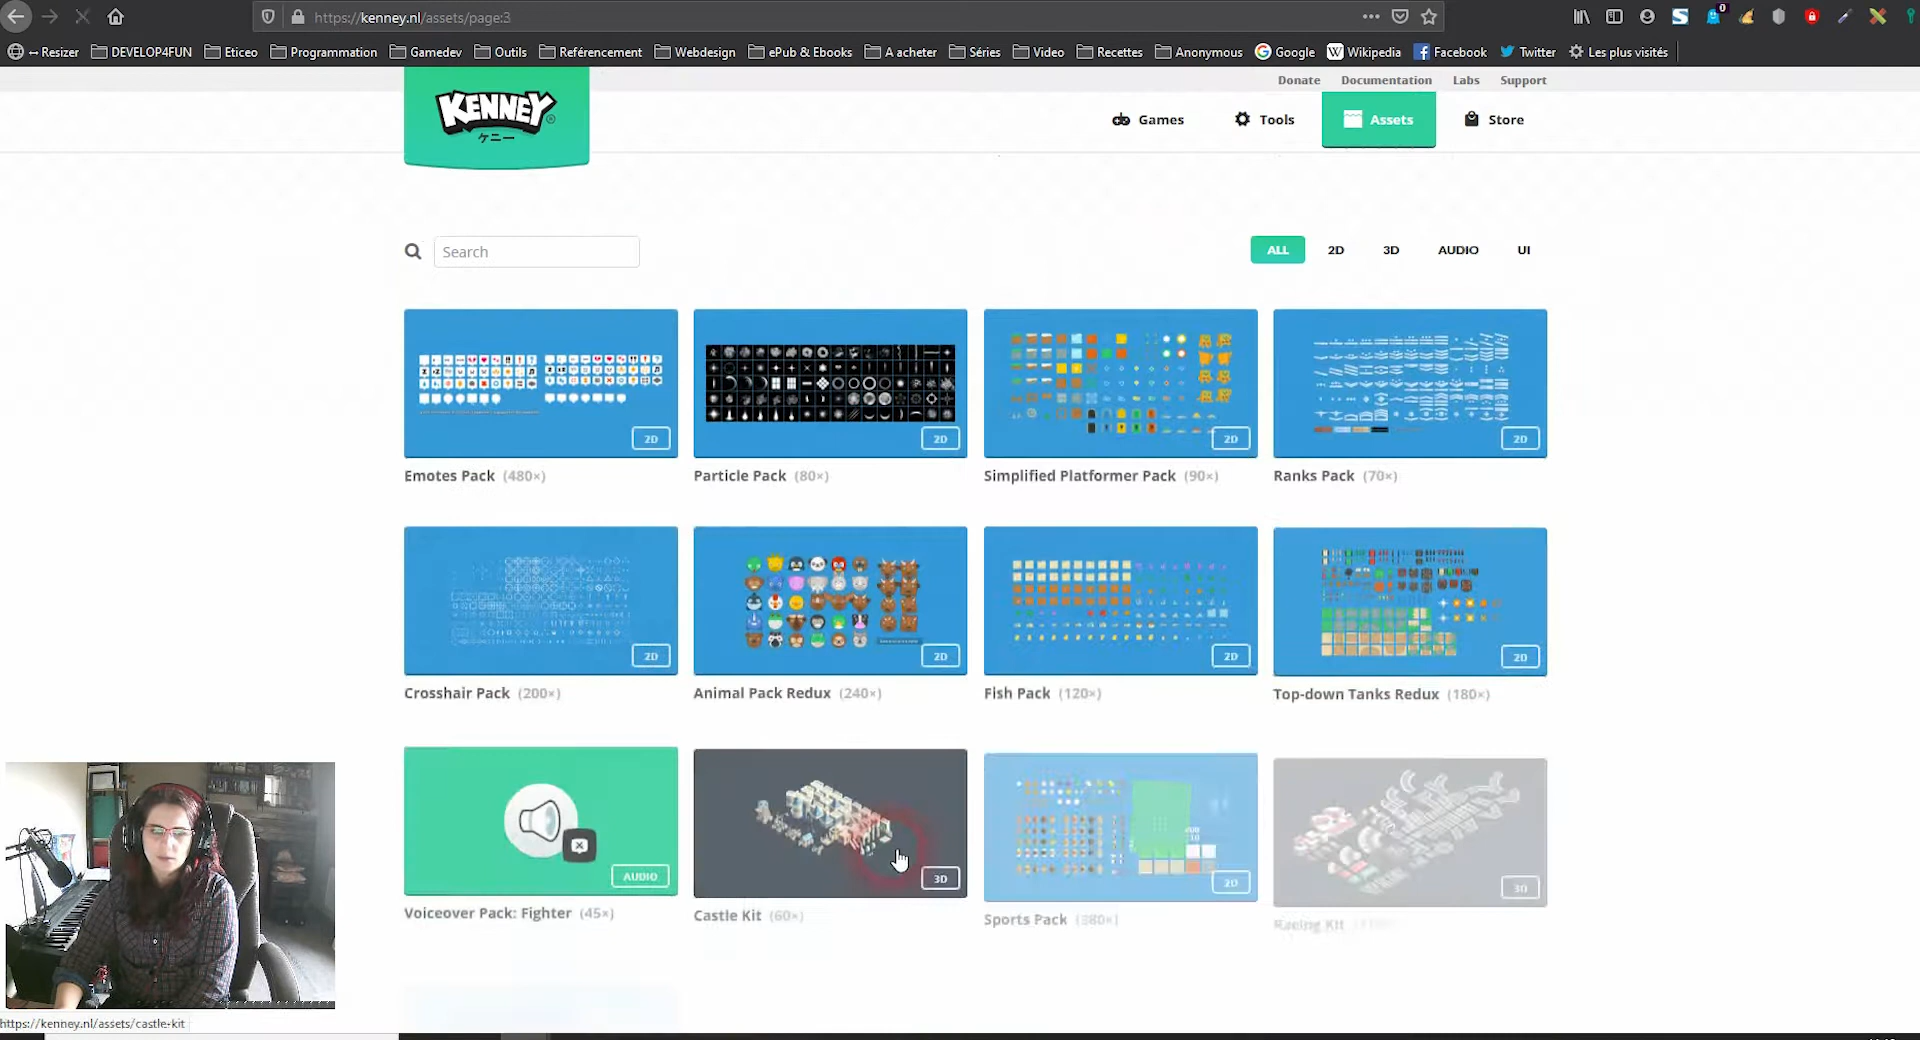 https://kenney.nl/assets/page:3
Resizer DEVELOP4FUN Eticeo Programmation Gamedev Outils Reférencement Webdesign ePub & Ebooks A acheter Séries Video Recettes Anonymous Google Wikipedia Facebook Twitter Les plus visités
Donate Documentation Labs Support
KENNEY
ケニー
Games Tools Assets Store
Search
ALL 2D 3D AUDIO UI
2D 2D 2D 2D
Emotes Pack (480×) Particle Pack (80×) Simplified Platformer Pack (90×) Ranks Pack (70×)
2D 2D 2D 2D
Crosshair Pack (200×) Animal Pack Redux (240×) Fish Pack (120×) Top-down Tanks Redux (180×)
AUDIO 3D 2D 3D
Voiceover Pack: Fighter (45×) Castle Kit (60×) Sports Pack (380×) Racing Kit
https://kenney.nl/assets/castle-kit